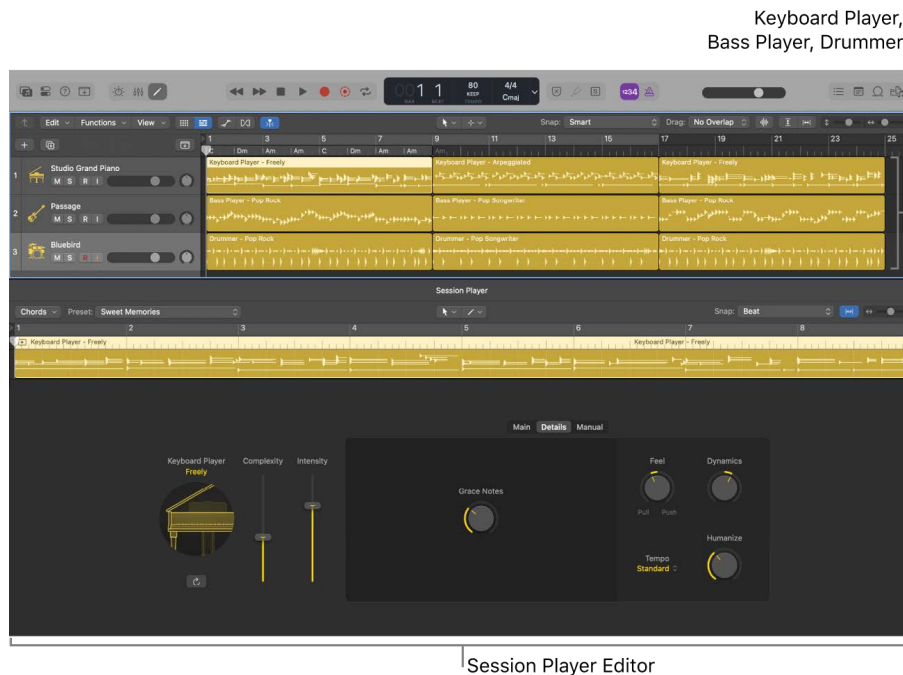 Keyboard Player,
Bass Player, Drummer
001 1 80 4/4
BAR BEAT KEEP Cmaj
TEMPO
1234
Edit Functions View Snap: Smart Drag: No Overlap
1 3 5 7 9 11 13 15 17 19 21 23 25
C Dm Am Am C Dm Am Am Am
1 Studio Grand Piano
M S R I
Keyboard Player - Freely Keyboard Player - Arpeggiated Keyboard Player - Freely
2 Passage
M S R I
Bass Player - Pop Rock Bass Player - Pop Songwriter Bass Player - Pop Rock
3 Bluebird
M S R I
Drummer - Pop Rock Drummer - Pop Songwriter Drummer - Pop Rock
Session Player
Chords Preset: Sweet Memories Snap: Beat
1 2 3 4 5 6 7 8
Keyboard Player - Freely Keyboard Player - Freely
Main Details Manual
Keyboard Player Complexity Intensity
Freely
Grace Notes
Feel Dynamics
Pull Push
Humanize
Tempo
Standard
Session Player Editor